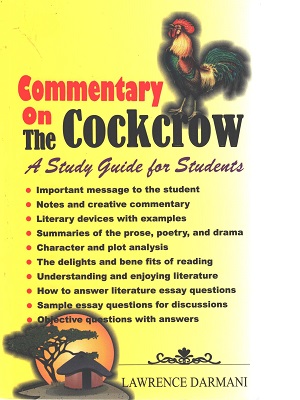 Commentary
On
The Cockcrow
A Study Guide for Students
Important message to the student
Notes and creative commentary
Literary devices with examples
Summaries of the prose, poetry, and drama
Character and plot analysis
The delights and bene fits of reading
Understanding and enjoying literature
How to answer literature essay questions
Sample essay questions for discussions
Objective questions with answers
LAWRENCE DARMANI